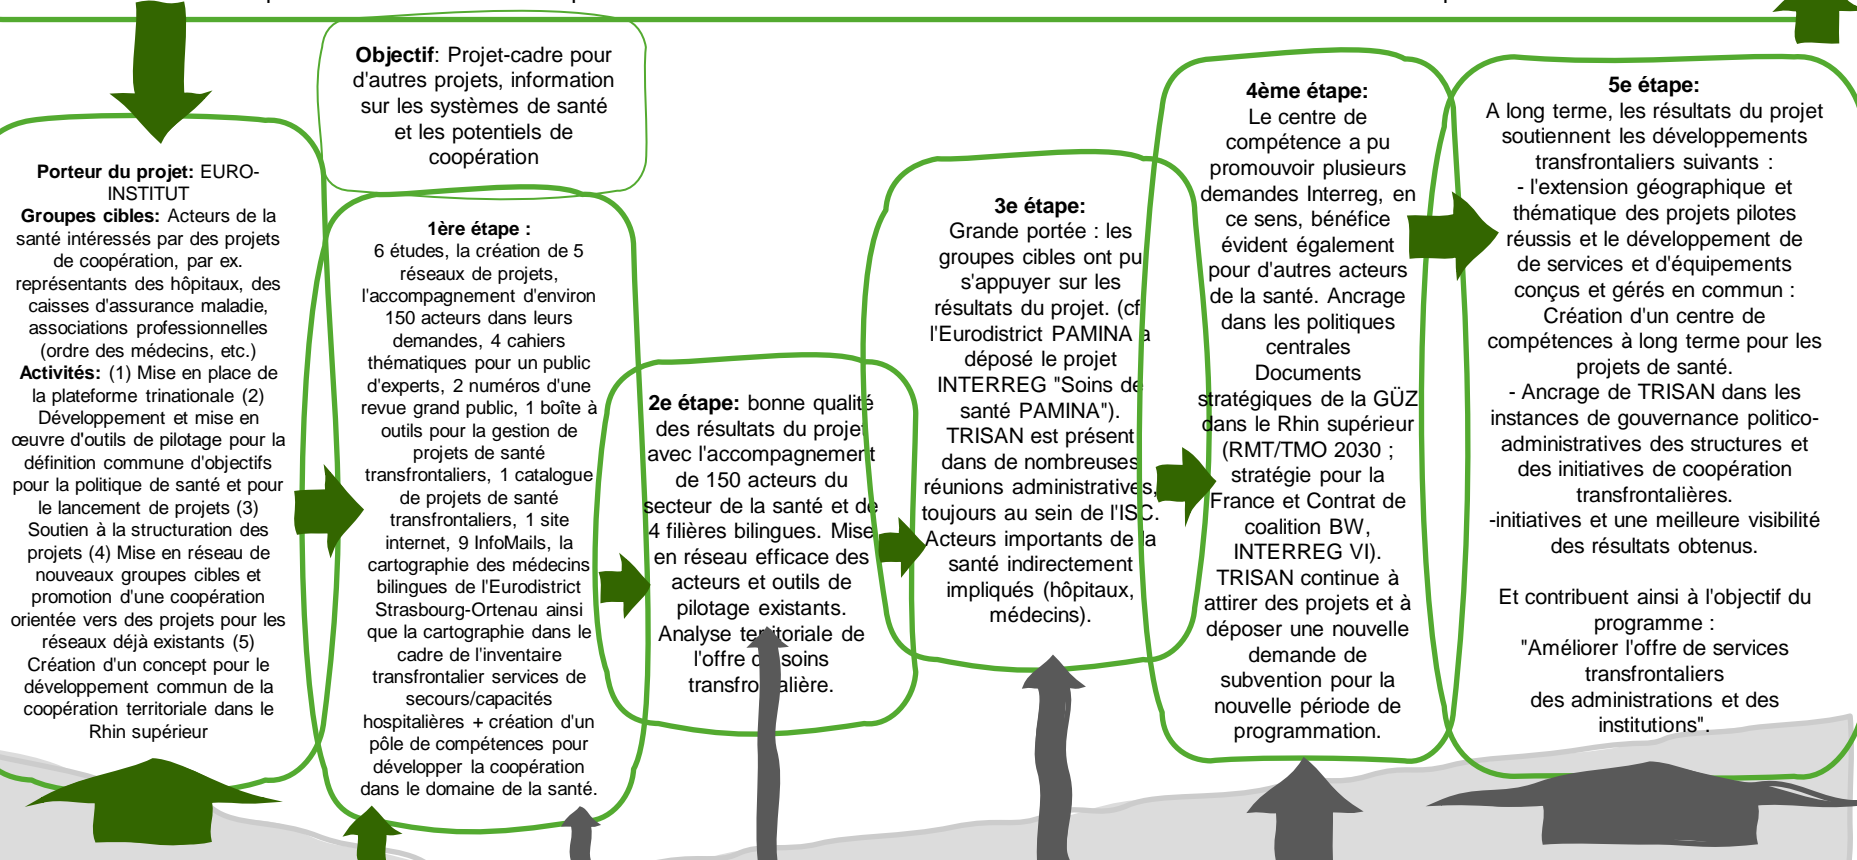 Objectif: Projet-cadre pour
d'autres projets, information
sur les systèmes de santé
et les potentiels de
coopération
Porteur du projet: EURO-
INSTITUT
Groupes cibles: Acteurs de la
santé intéressés par des projets
de coopération, par ex.
représentants des hôpitaux, des
caisses d'assurance maladie,
associations professionnelles
(ordre des médecins, etc.)
Activités: (1) Mise en place de
la plateforme trinationale (2)
Développement et mise en
œuvre d'outils de pilotage pour la
définition commune d'objectifs
pour la politique de santé et pour
le lancement de projets (3)
Soutien à la structuration des
projets (4) Mise en réseau de
nouveaux groupes cibles et
promotion d'une coopération
orientée vers des projets pour les
réseaux déjà existants (5)
Création d'un concept pour le
développement commun de la
coopération territoriale dans le
Rhin supérieur
1ère étape :
6 études, la création de 5
réseaux de projets,
l'accompagnement d'environ
150 acteurs dans leurs
demandes, 4 cahiers
thématiques pour un public
d'experts, 2 numéros d'une
revue grand public, 1 boîte à
outils pour la gestion de
projets de santé
transfrontaliers, 1 catalogue
de projets de santé
transfrontaliers, 1 site
internet, 9 InfoMails, la
cartographie des médecins
bilingues de l'Eurodistrict
Strasbourg-Ortenau ainsi
que la cartographie dans le
cadre de l'inventaire
transfrontalier services de
secours/capacités
hospitalières + création d'un
pôle de compétences pour
développer la coopération
dans le domaine de la santé.
2e étape: bonne qualité
des résultats du projet
avec l'accompagnement
de 150 acteurs du
secteur de la santé et de
4 filières bilingues. Mise
en réseau efficace des
acteurs et outils de
pilotage existants.
Analyse territoriale de
l'offre de soins
transfrontalière.
3e étape:
Grande portée : les
groupes cibles ont pu
s'appuyer sur les
résultats du projet. (cf
l'Eurodistrict PAMINA a
déposé le projet
INTERREG "Soins de
santé PAMINA").
TRISAN est présent
dans de nombreuses
réunions administratives,
toujours au sein de l'ISC.
Acteurs importants de la
santé indirectement
impliqués (hôpitaux,
médecins).
4ème étape:
Le centre de
compétence a pu
promouvoir plusieurs
demandes Interreg, en
ce sens, bénéfice
évident également
pour d'autres acteurs
de la santé. Ancrage
dans les politiques
centrales
Documents
stratégiques de la GÜZ
dans le Rhin supérieur
(RMT/TMO 2030 ;
stratégie pour la
France et Contrat de
coalition BW,
INTERREG VI).
TRISAN continue à
attirer des projets et à
déposer une nouvelle
demande de
subvention pour la
nouvelle période de
programmation.
5e étape:
A long terme, les résultats du projet
soutiennent les développements
transfrontaliers suivants :
- l'extension géographique et
thématique des projets pilotes
réussis et le développement de
de services et d'équipements
conçus et gérés en commun :
Création d'un centre de
compétences à long terme pour les
projets de santé.
- Ancrage de TRISAN dans les
instances de gouvernance politico-
administratives des structures et
des initiatives de coopération
transfrontalières.
-initiatives et une meilleure visibilité
des résultats obtenus.
Et contribuent ainsi à l'objectif du
programme :
"Améliorer l'offre de services
transfrontaliers
des administrations et des
institutions".